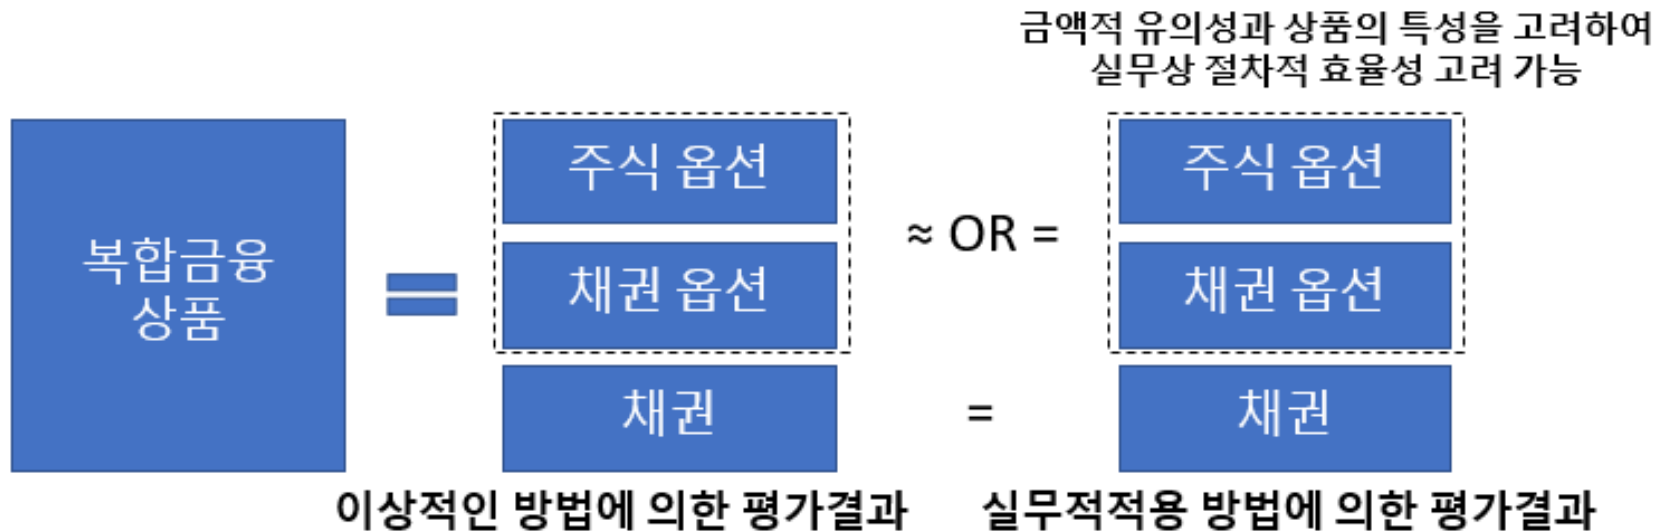 금액적 유의성과 상품의 특성을 고려하여
실무상 절차적 효율성 고려 가능
복합금융
상품
=
주식 옵션
채권 옵션
채권
≈ OR =
=
주식 옵션
채권 옵션
채권
이상적인 방법에 의한 평가결과
실무적적용 방법에 의한 평가결과